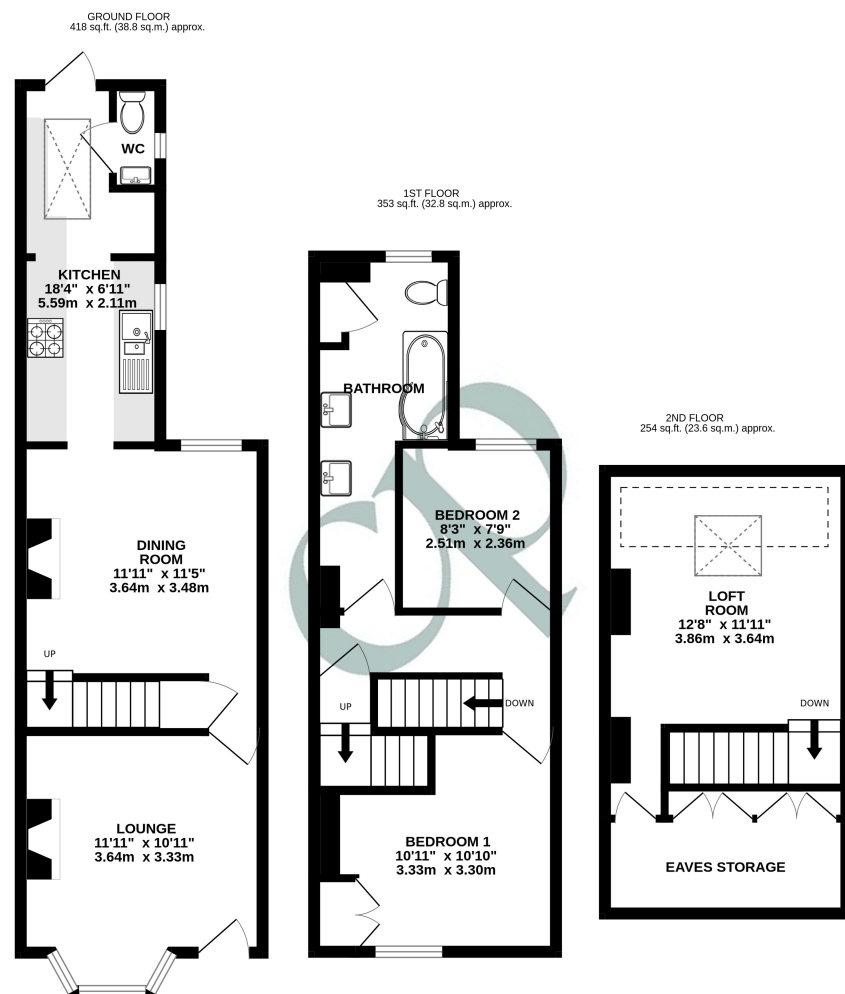 GROUND FLOOR
418 sq.ft. (38.8 sq.m.) approx.
WC
KITCHEN
18'4" x 6'11"
5.59m x 2.11m
DINING
ROOM
11'11" x 11'5"
3.64m x 3.48m
UP
LOUNGE
11'11" x 10'11"
3.64m x 3.33m
1ST FLOOR
353 sq.ft. (32.8 sq.m.) approx.
BATHROOM
BEDROOM 2
8'3" x 7'9"
2.51m x 2.36m
UP
DOWN
BEDROOM 1
10'11" x 10'10"
3.33m x 3.30m
2ND FLOOR
254 sq.ft. (23.6 sq.m.) approx.
LOFT
ROOM
12'8" x 11'11"
3.86m x 3.64m
DOWN
EAVES STORAGE